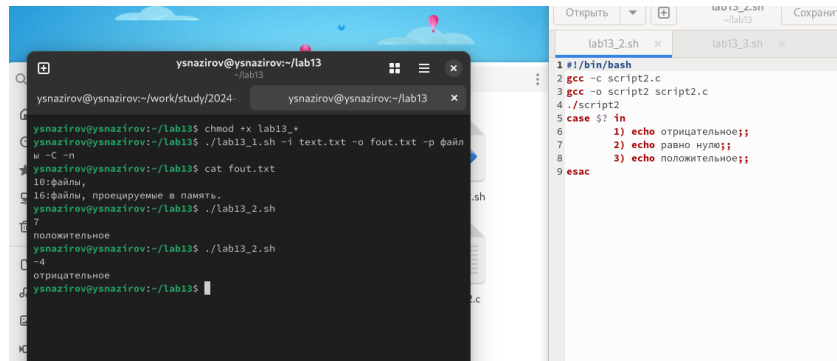 ysnazirov@ysnazirov:~/lab13
~/lab13
ysnazirov@ysnazirov:~/work/study/2024-
ysnazirov@ysnazirov:~/lab13
ysnazirov@ysnazirov:~/lab13$ chmod +x lab13_*
ysnazirov@ysnazirov:~/lab13$ ./lab13_1.sh -i text.txt -o fout.txt -p файл
ы -C -n
ysnazirov@ysnazirov:~/lab13$ cat fout.txt
10:файлы,
16:файлы, проецируемые в память.
ysnazirov@ysnazirov:~/lab13$ ./lab13_2.sh
7
положительное
ysnazirov@ysnazirov:~/lab13$ ./lab13_2.sh
-4
отрицательное
ysnazirov@ysnazirov:~/lab13$
.sh
.c
Открыть
lab13_2.sh
~/lab13
Сохрани
lab13_2.sh
lab13_3.sh
1 #!/bin/bash
2 gcc -c script2.c
3 gcc -o script2 script2.c
4 ./script2
5 case $? in
6 1) echo отрицательное;;
7 2) echo равно нулю;;
8 3) echo положительное;;
9 esac